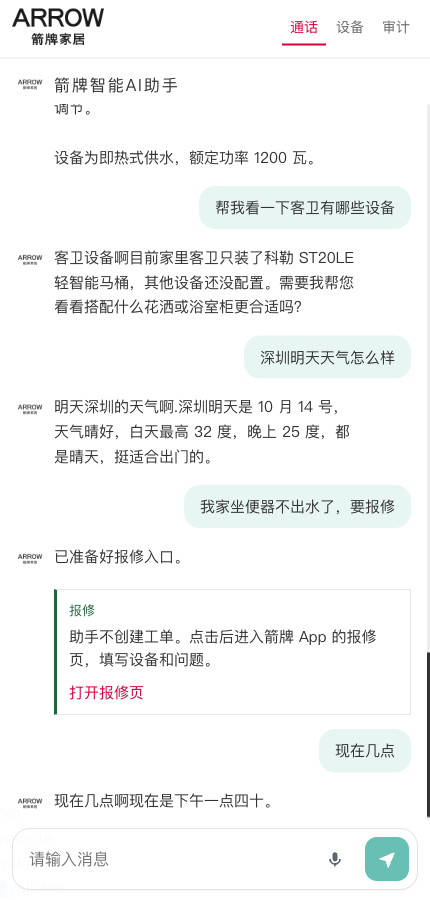 ARROW
箭牌家居
通话 设备 审计
ARROW
箭牌家居
箭牌智能AI助手
调节。
设备为即热式供水，额定功率 1200 瓦。
帮我看一下客卫有哪些设备
ARROW
箭牌家居
客卫设备啊目前家里客卫只装了科勒 ST20LE
轻智能马桶，其他设备还没配置。需要我帮您
看看搭配什么花洒或浴室柜更合适吗?
深圳明天天气怎么样
ARROW
箭牌家居
明天深圳的天气啊.深圳明天是 10 月 14 号，
天气晴好，白天最高 32 度，晚上 25 度，都
是晴天，挺适合出门的。
我家坐便器不出水了，要报修
ARROW
箭牌家居
已准备好报修入口。
报修
助手不创建工单。点击后进入箭牌 App 的报修
页，填写设备和问题。
打开报修页
现在几点
ARROW
箭牌家居
现在几点啊现在是下午一点四十。
请输入消息